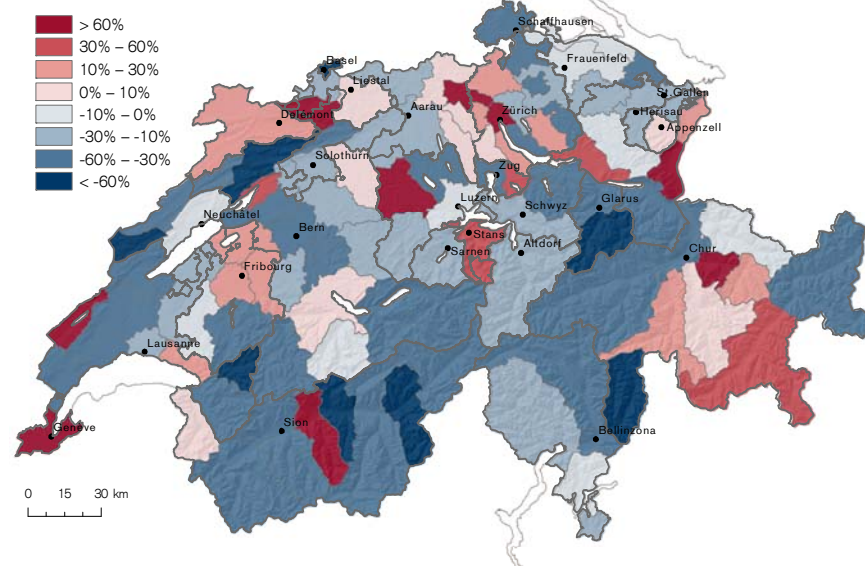 > 60%
30% – 60%
10% – 30%
0% – 10%
-10% – 0%
-30% – -10%
-60% – -30%
< -60%
Schaffhausen
Basel
Frauenfeld
Liestal
St.Gallen
Aarau
Zürich
Herisau
Delémont
Appenzell
Solothurn
Zug
Luzern
Glarus
Schwyz
Neuchâtel
Bern
Stans
Sarnen
Altdorf
Chur
Fribourg
Lausanne
Sion
Genève
Bellinzona
0 15 30 km